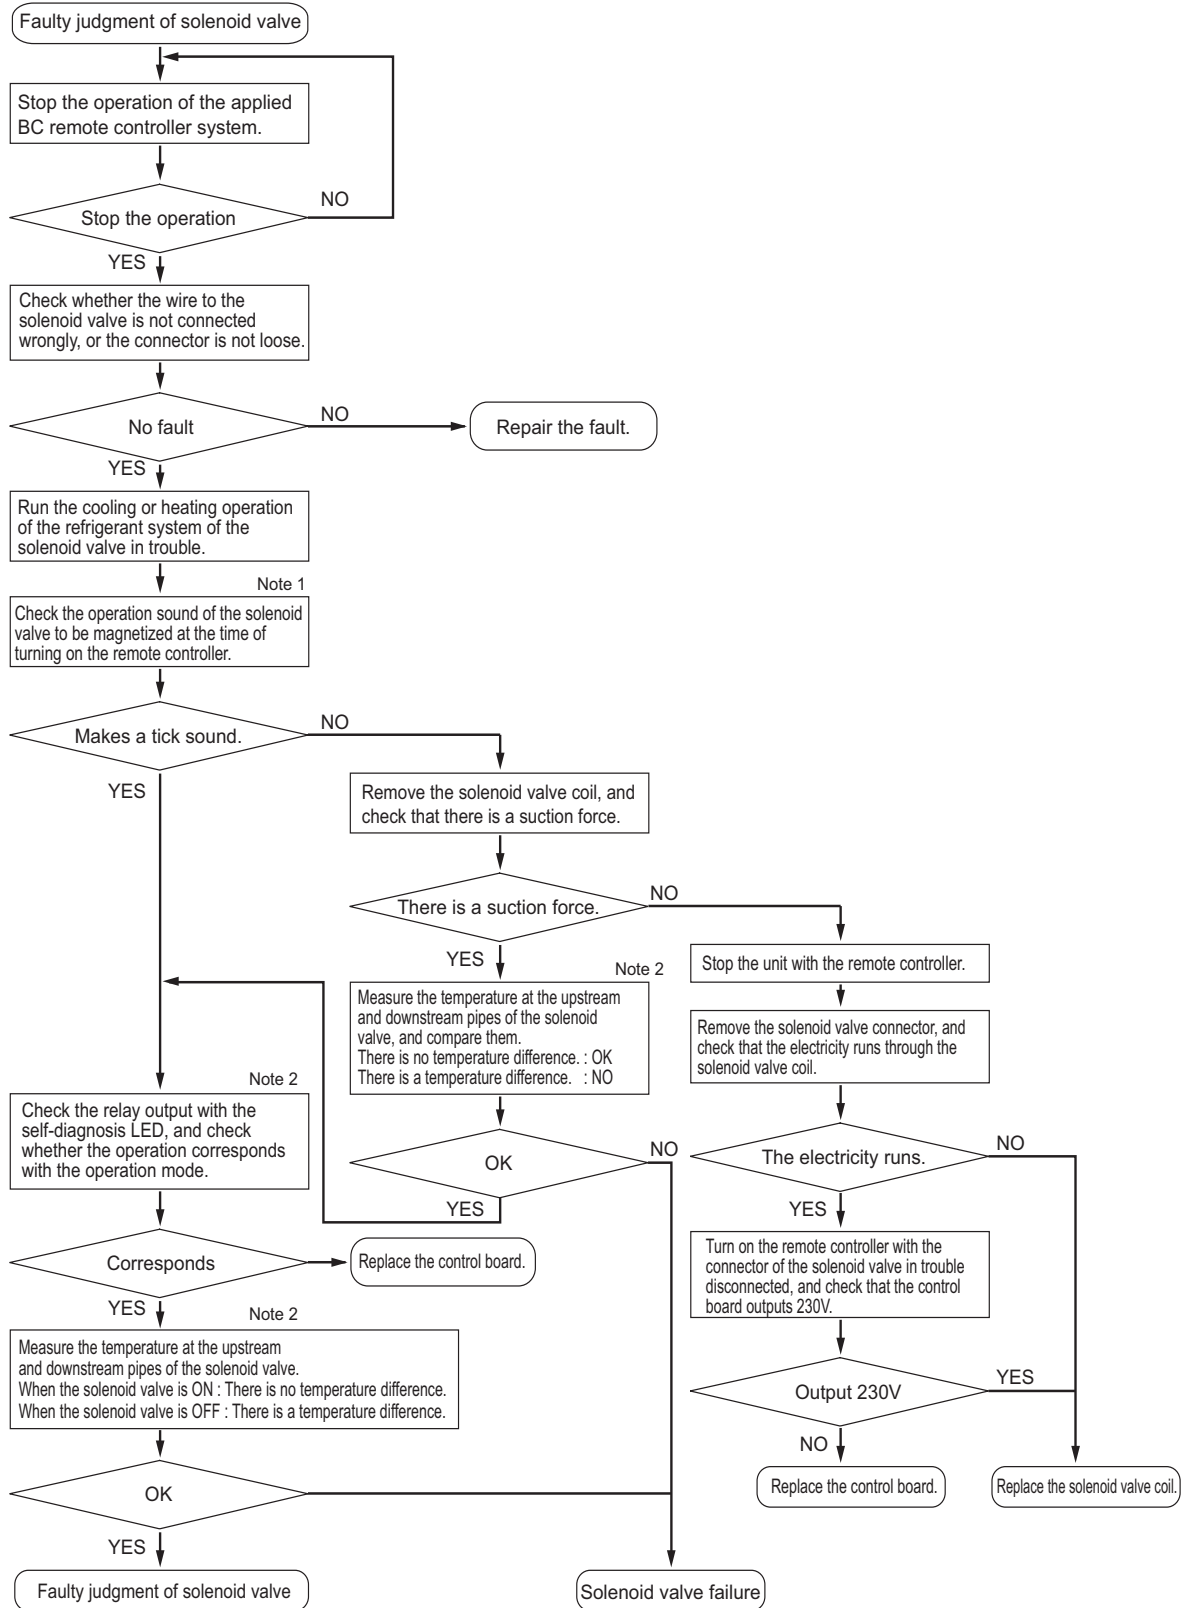 Faulty judgment of solenoid valve
Stop the operation of the applied
BC remote controller system.
Stop the operation
NO
YES
Check whether the wire to the
solenoid valve is not connected
wrongly, or the connector is not loose.
No fault
NO
Repair the fault.
YES
Run the cooling or heating operation
of the refrigerant system of the
solenoid valve in trouble.
Note 1
Check the operation sound of the solenoid
valve to be magnetized at the time of
turning on the remote controller.
Makes a tick sound.
NO
YES
Remove the solenoid valve coil, and
check that there is a suction force.
There is a suction force.
NO
YES
Note 2
Measure the temperature at the upstream
and downstream pipes of the solenoid
valve, and compare them.
There is no temperature difference. : OK
There is a temperature difference. : NO
Stop the unit with the remote controller.
Remove the solenoid valve connector, and
check that the electricity runs through the
solenoid valve coil.
Note 2
Check the relay output with the
self-diagnosis LED, and check
whether the operation corresponds
with the operation mode.
OK
NO
YES
The electricity runs.
NO
YES
Corresponds
Replace the control board.
YES
Turn on the remote controller with the
connector of the solenoid valve in trouble
disconnected, and check that the control
board outputs 230V.
Note 2
Measure the temperature at the upstream
and downstream pipes of the solenoid valve.
When the solenoid valve is ON : There is no temperature difference.
When the solenoid valve is OFF : There is a temperature difference.
Output 230V
YES
NO
Replace the control board.
Replace the solenoid valve coil.
OK
YES
Faulty judgment of solenoid valve
Solenoid valve failure